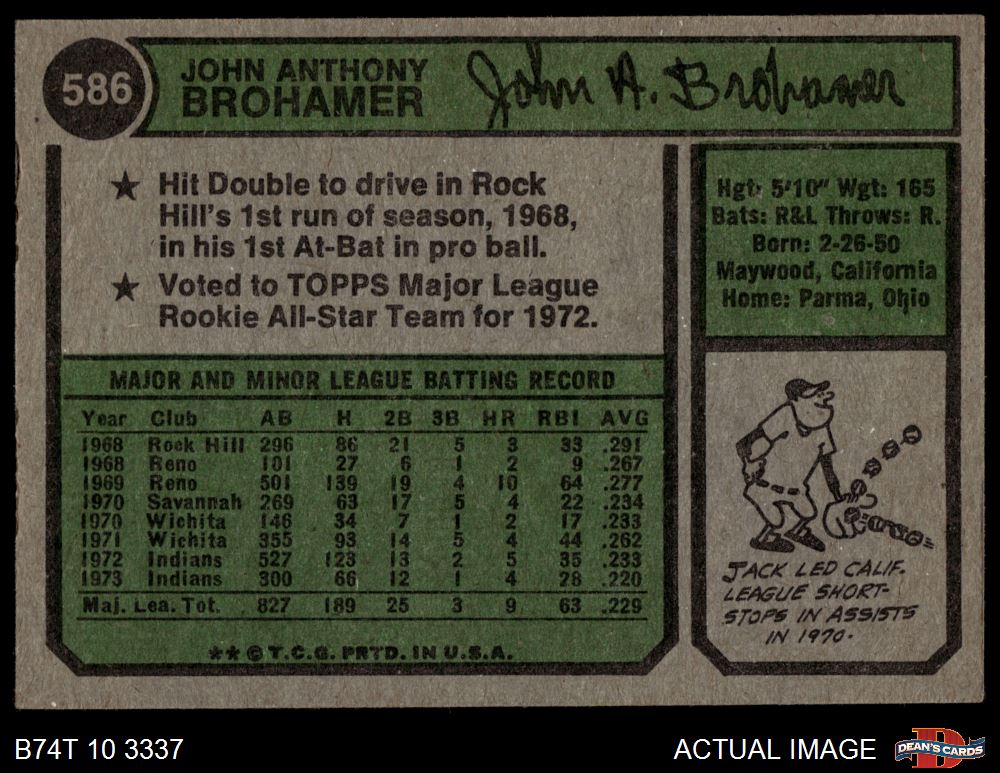 586
JOHN ANTHONY
BROHAMER
John A. Brohamer
★ Hit Double to drive in Rock
Hill's 1st run of season, 1968,
in his 1st At-Bat in pro ball.
★ Voted to TOPPS Major League
Rookie All-Star Team for 1972.
Hgt: 5'10" Wgt: 165
Bats: R&L Throws: R.
Born: 2-26-50
Maywood, California
Home: Parma, Ohio
MAJOR AND MINOR LEAGUE BATTING RECORD
Year Club AB H 2B 3B HR RBI AVG
1968 Rock Hill 296 86 21 5 3 33 .291
1968 Reno 101 27 6 1 2 9 .267
1969 Reno 501 139 19 4 10 64 .277
1970 Savannah 269 63 17 5 4 22 .234
1970 Wichita 146 34 7 1 2 17 .233
1971 Wichita 355 93 14 5 4 44 .262
1972 Indians 527 123 13 2 5 35 .233
1973 Indians 300 66 12 1 4 28 .220
Maj. Lea. Tot. 827 189 25 3 9 63 .229
**©T.C.G. PRTD. IN U.S.A.
JACK LED CALIF.
LEAGUE SHORT-
STOPS IN ASSISTS
IN 1970.
B74T 10 3337
ACTUAL IMAGE
D
DEAN'S CARDS